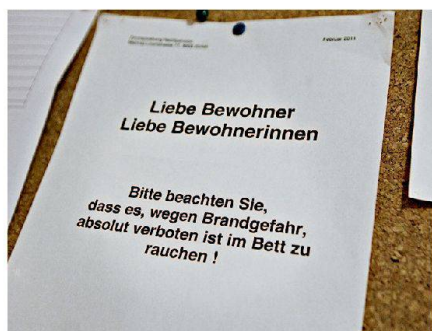 Februar 2011
Liebe Bewohner
Liebe Bewohnerinnen
Bitte beachten Sie,
dass es, wegen Brandgefahr,
absolut verboten ist im Bett zu
rauchen !